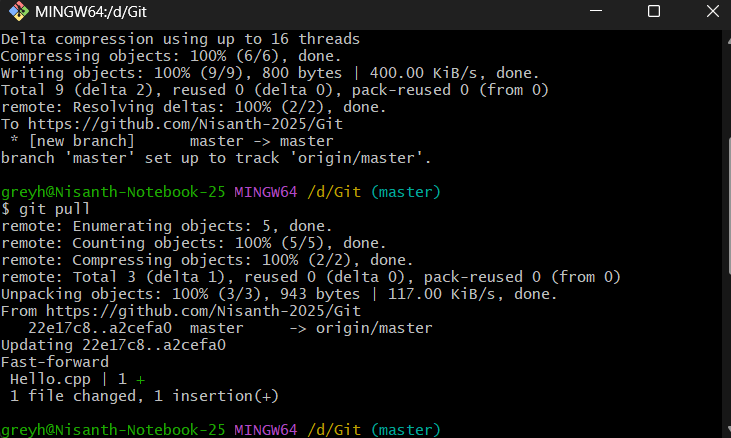 MINGW64:/d/Git
Delta compression using up to 16 threads
Compressing objects: 100% (6/6), done.
Writing objects: 100% (9/9), 800 bytes | 400.00 KiB/s, done.
Total 9 (delta 2), reused 0 (delta 0), pack-reused 0 (from 0)
remote: Resolving deltas: 100% (2/2), done.
To https://github.com/Nisanth-2025/Git
 * [new branch]      master -> master
branch 'master' set up to track 'origin/master'.
greyh@Nisanth-Notebook-25 MINGW64 /d/Git (master)
$ git pull
remote: Enumerating objects: 5, done.
remote: Counting objects: 100% (5/5), done.
remote: Compressing objects: 100% (2/2), done.
remote: Total 3 (delta 1), reused 0 (delta 0), pack-reused 0 (from 0)
Unpacking objects: 100% (3/3), 943 bytes | 117.00 KiB/s, done.
From https://github.com/Nisanth-2025/Git
   22e17c8..a2cefa0  master     -> origin/master
Updating 22e17c8..a2cefa0
Fast-forward
 Hello.cpp | 1 +
 1 file changed, 1 insertion(+)
greyh@Nisanth-Notebook-25 MINGW64 /d/Git (master)